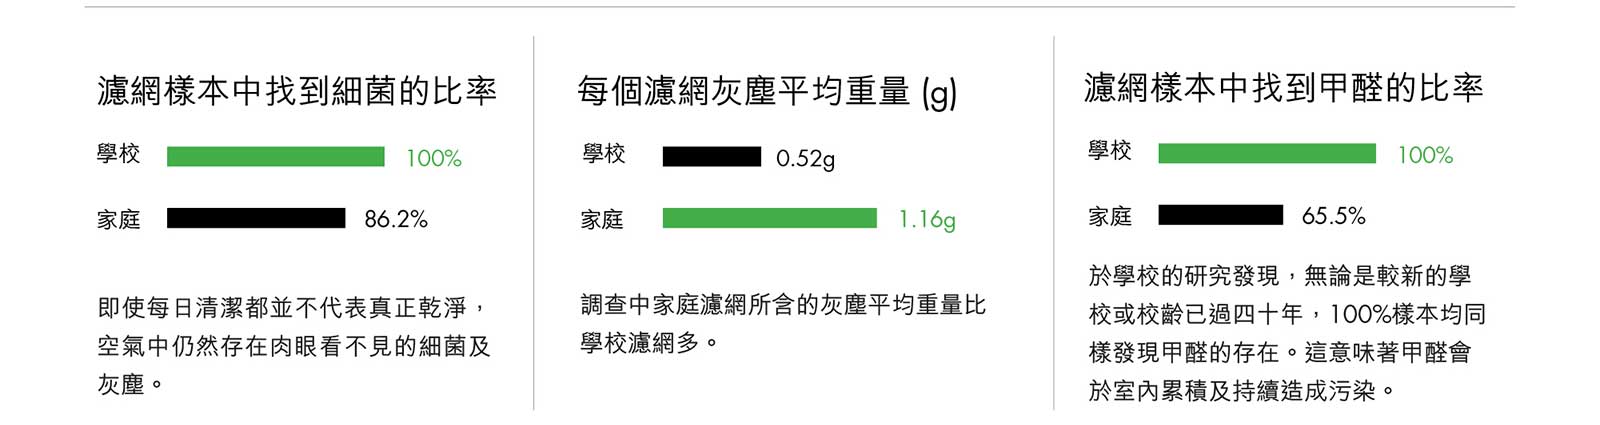 濾網樣本中找到細菌的比率
學校 100%
家庭 86.2%
即使每日清潔都並不代表真正乾淨，
空氣中仍然存在肉眼看不見的細菌及
灰塵。
每個濾網灰塵平均重量 (g)
學校 0.52g
家庭 1.16g
調查中家庭濾網所含的灰塵平均重量比
學校濾網多。
濾網樣本中找到甲醛的比率
學校 100%
家庭 65.5%
於學校的研究發現，無論是較新的學
校或校齡已過四十年，100%樣本均同
樣發現甲醛的存在。這意味著甲醛會
於室內累積及持續造成污染。